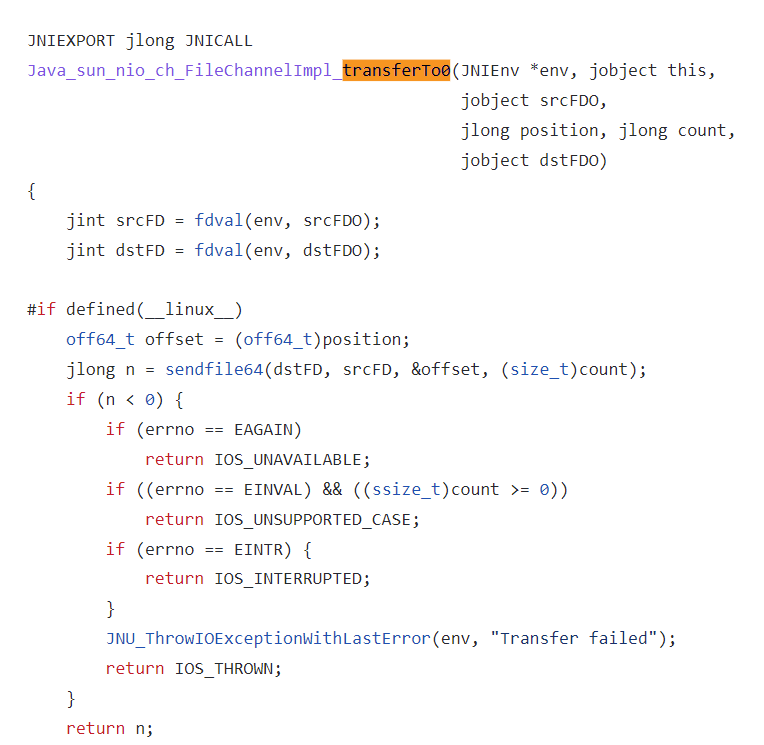 JNIEXPORT jlong JNICALL
Java_sun_nio_ch_FileChannelImpl_transferTo0(JNIEnv *env, jobject this,
                                            jobject srcFDO,
                                            jlong position, jlong count,
                                            jobject dstFDO)
{
    jint srcFD = fdval(env, srcFDO);
    jint dstFD = fdval(env, dstFDO);

#if defined(__linux__)
    off64_t offset = (off64_t)position;
    jlong n = sendfile64(dstFD, srcFD, &offset, (size_t)count);
    if (n < 0) {
        if (errno == EAGAIN)
            return IOS_UNAVAILABLE;
        if ((errno == EINVAL) && ((ssize_t)count >= 0))
            return IOS_UNSUPPORTED_CASE;
        if (errno == EINTR) {
            return IOS_INTERRUPTED;
        }
        JNU_ThrowIOExceptionWithLastError(env, "Transfer failed");
        return IOS_THROWN;
    }
    return n;